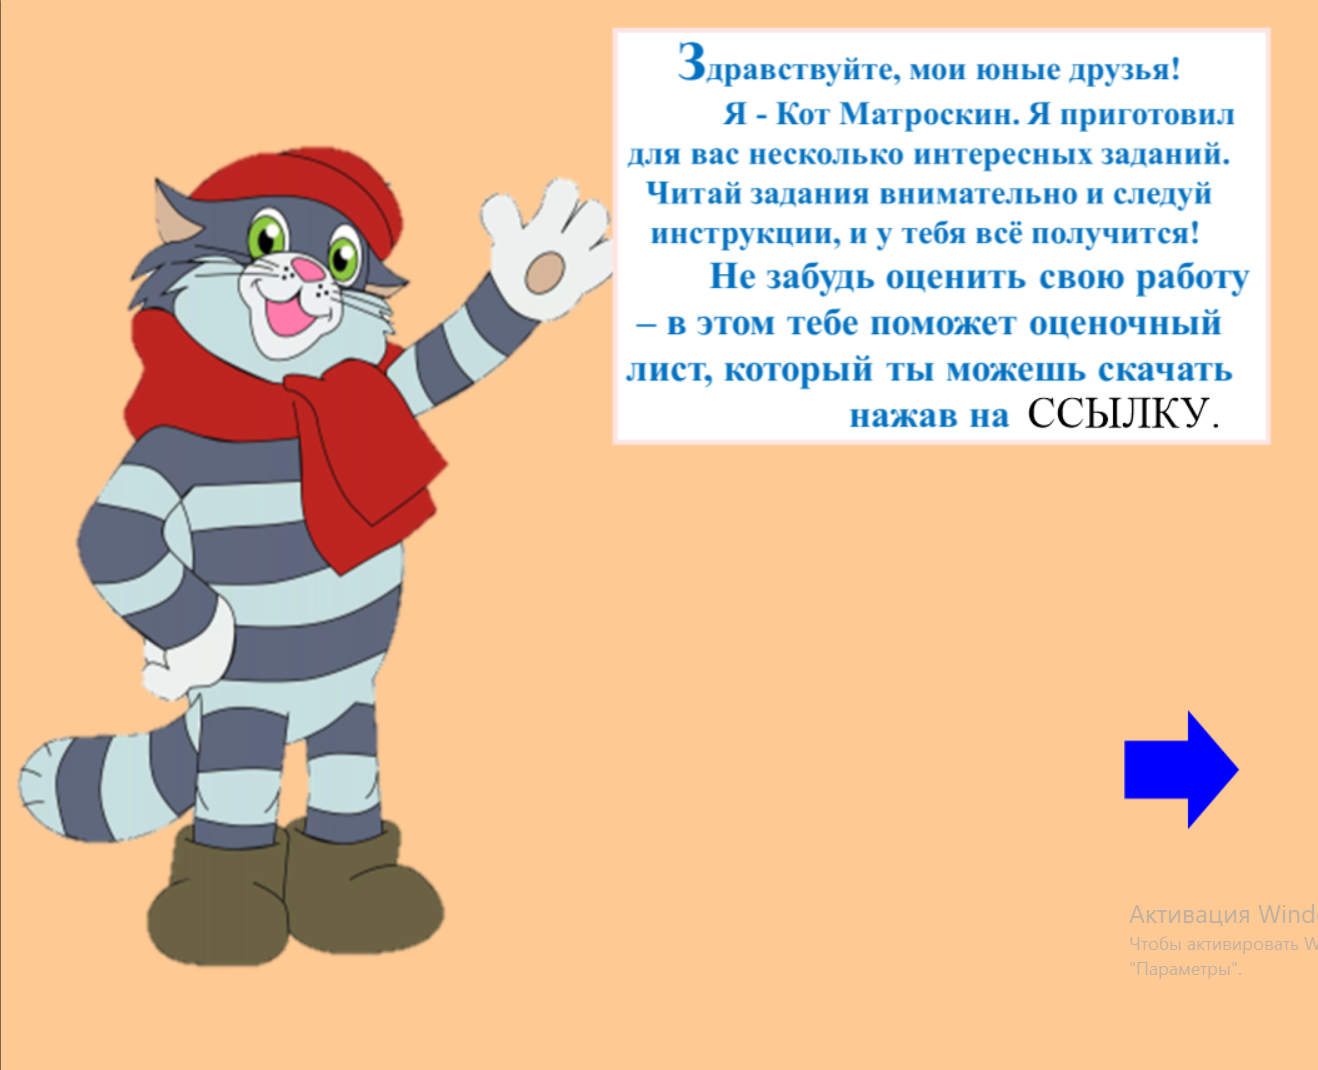 Здравствуйте, мои юные друзья!
Я - Кот Матроскин. Я приготовил
для вас несколько интересных заданий.
Читай задания внимательно и следуй
инструкции, и у тебя всё получится!
Не забудь оценить свою работу
– в этом тебе поможет оценочный
лист, который ты можешь скачать
нажав на ССЫЛКУ.
Активация Wind
Чтобы активировать W
"Параметры".